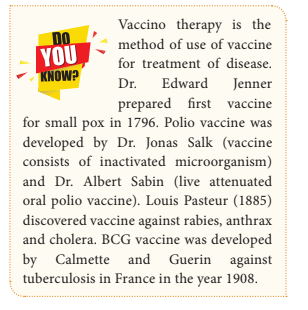 DO
YOU
KNOW?
Vaccino therapy is the
method of use of vaccine
for treatment of disease.
Dr. Edward Jenner
prepared first vaccine
for small pox in 1796. Polio vaccine was
developed by Dr. Jonas Salk (vaccine
consists of inactivated microorganism)
and Dr. Albert Sabin (live attenuated
oral polio vaccine). Louis Pasteur (1885)
discovered vaccine against rabies, anthrax
and cholera. BCG vaccine was developed
by Calmette and Guerin against
tuberculosis in France in the year 1908.